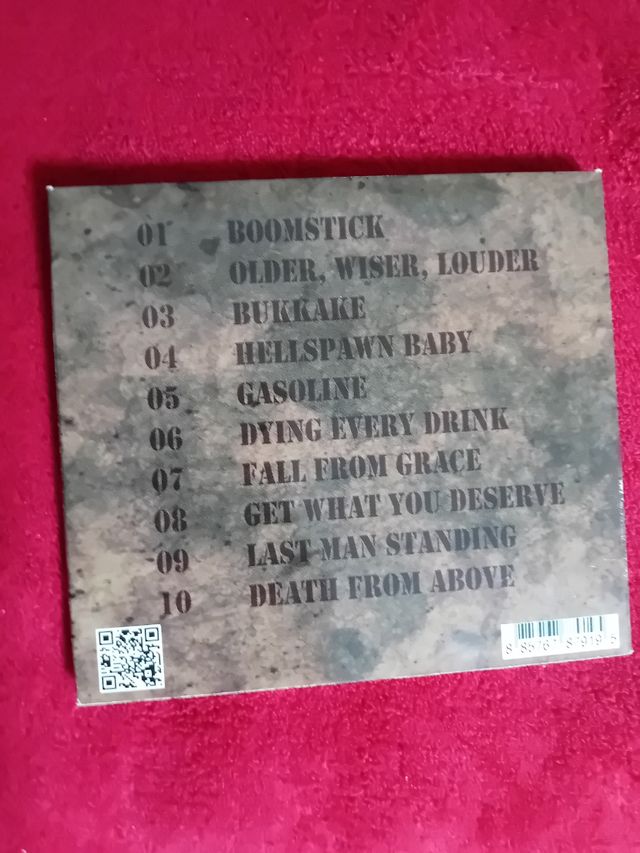 01 BOOMSTICK
02 OLDER, WISER, LOUDER
03 BUKKAKE
04 HELLSPAWN BABY
05 GASOLINE
06 DYING EVERY DRINK
07 FALL FROM GRACE
08 GET WHAT YOU DESERVE
09 LAST MAN STANDING
10 DEATH FROM ABOVE